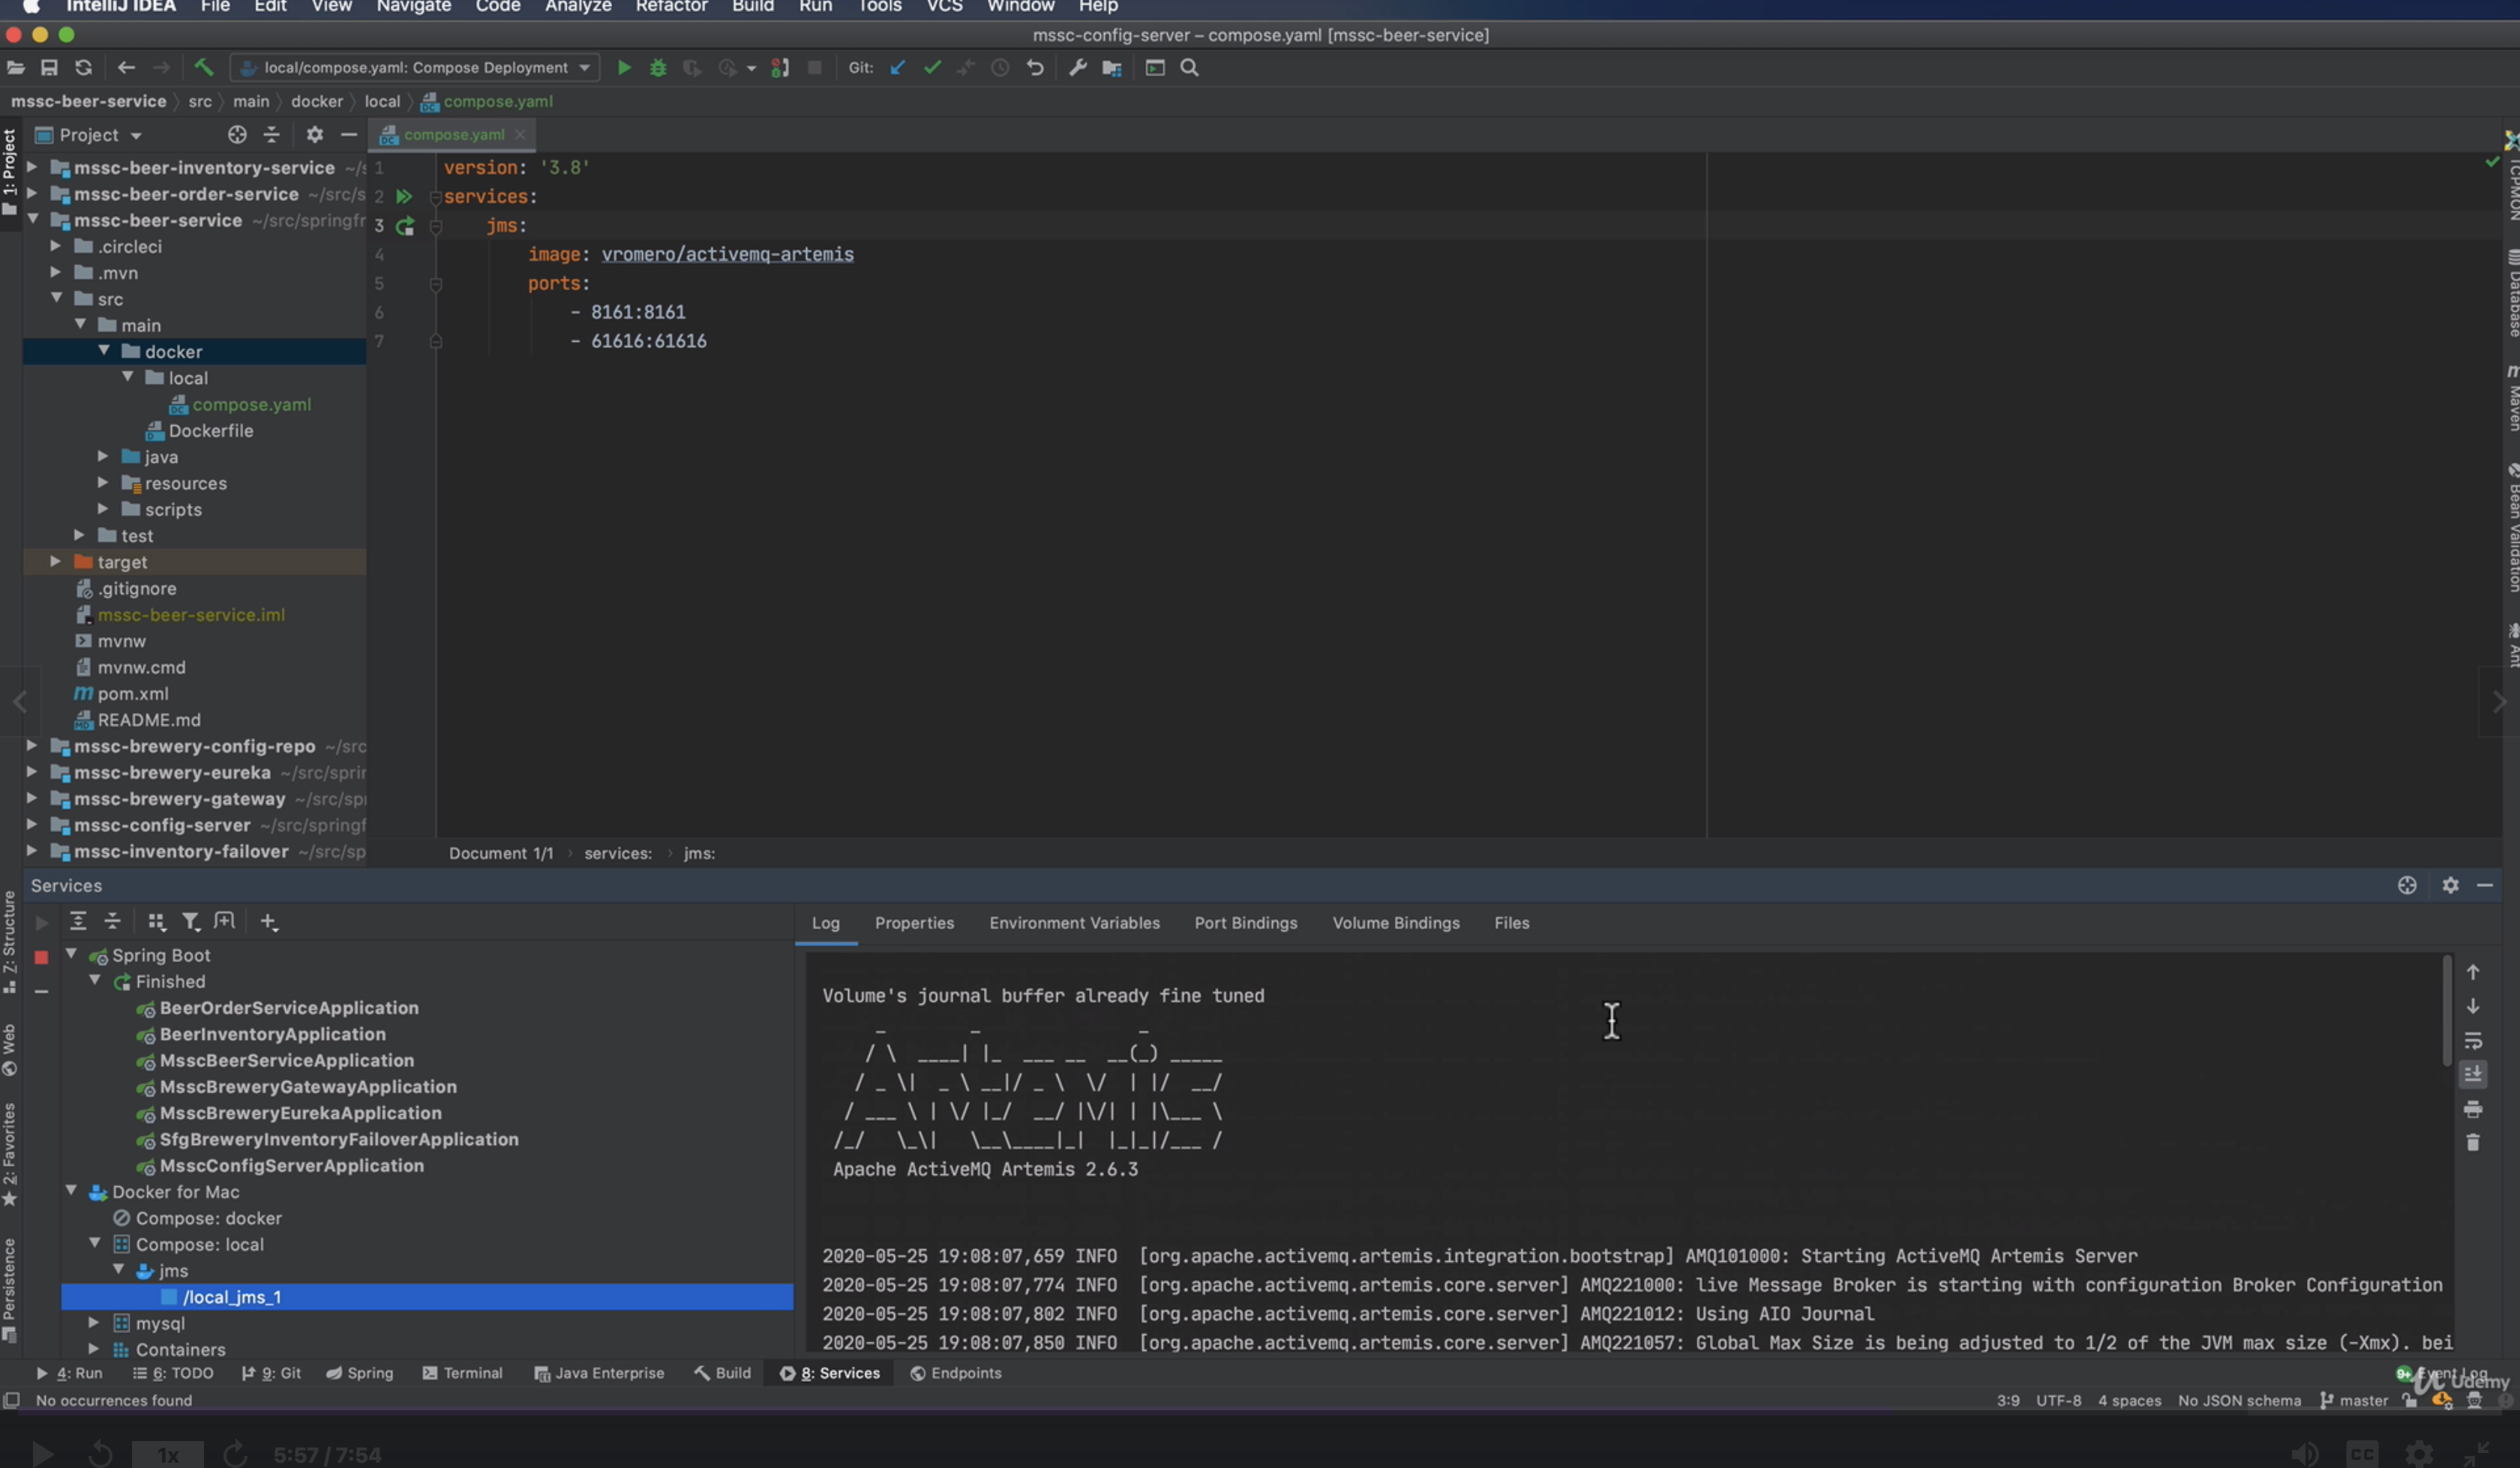 IntelliJ IDEA File Edit View Navigate Code Analyze Refactor Build Run Tools VCS Window Help
mssc-config-server – compose.yaml [mssc-beer-service]
local/compose.yaml: Compose Deployment Git:
mssc-beer-service src main docker local compose.yaml
Project compose.yaml
1: Project
mssc-beer-inventory-service
mssc-beer-order-service ~/src/s
mssc-beer-service ~/src/springfr
.circleci
.mvn
src
main
docker
local
compose.yaml
Dockerfile
java
resources
scripts
test
target
.gitignore
mssc-beer-service.iml
mvnw
mvnw.cmd
pom.xml
README.md
mssc-brewery-config-repo ~/src
mssc-brewery-eureka ~/src/sprin
mssc-brewery-gateway ~/src/sp
mssc-config-server ~/src/springf
mssc-inventory-failover ~/src/sp
1 version: '3.8'
2 services:
3 jms:
4 image: vromero/activemq-artemis
5 ports:
6 - 8161:8161
7 - 61616:61616
Document 1/1 services: jms:
TCPMON
Database
Maven
Bean Validation
Ant
Services
Z: Structure
Web
2: Favorites
Persistence
Spring Boot
Finished
BeerOrderServiceApplication
BeerInventoryApplication
MsscBeerServiceApplication
MsscBreweryGatewayApplication
MsscBreweryEurekaApplication
SfgBreweryInventoryFailoverApplication
MsscConfigServerApplication
Docker for Mac
Compose: docker
Compose: local
jms
/local_jms_1
mysql
Containers
Log Properties Environment Variables Port Bindings Volume Bindings Files
Volume's journal buffer already fine tuned
Artemis
Apache ActiveMQ Artemis 2.6.3
2020-05-25 19:08:07,659 INFO [org.apache.activemq.artemis.integration.bootstrap] AMQ101000: Starting ActiveMQ Artemis Server
2020-05-25 19:08:07,774 INFO [org.apache.activemq.artemis.core.server] AMQ221000: live Message Broker is starting with configuration Broker Configuration
2020-05-25 19:08:07,802 INFO [org.apache.activemq.artemis.core.server] AMQ221012: Using AIO Journal
2020-05-25 19:08:07,850 INFO [org.apache.activemq.artemis.core.server] AMQ221057: Global Max Size is being adjusted to 1/2 of the JVM max size (-Xmx). bei
4: Run 6: TODO 9: Git Spring Terminal Java Enterprise Build 8: Services Endpoints Event Log
Udemy
No occurrences found 3:9 UTF-8 4 spaces No JSON schema master
1x 5:57 / 7:54 CC